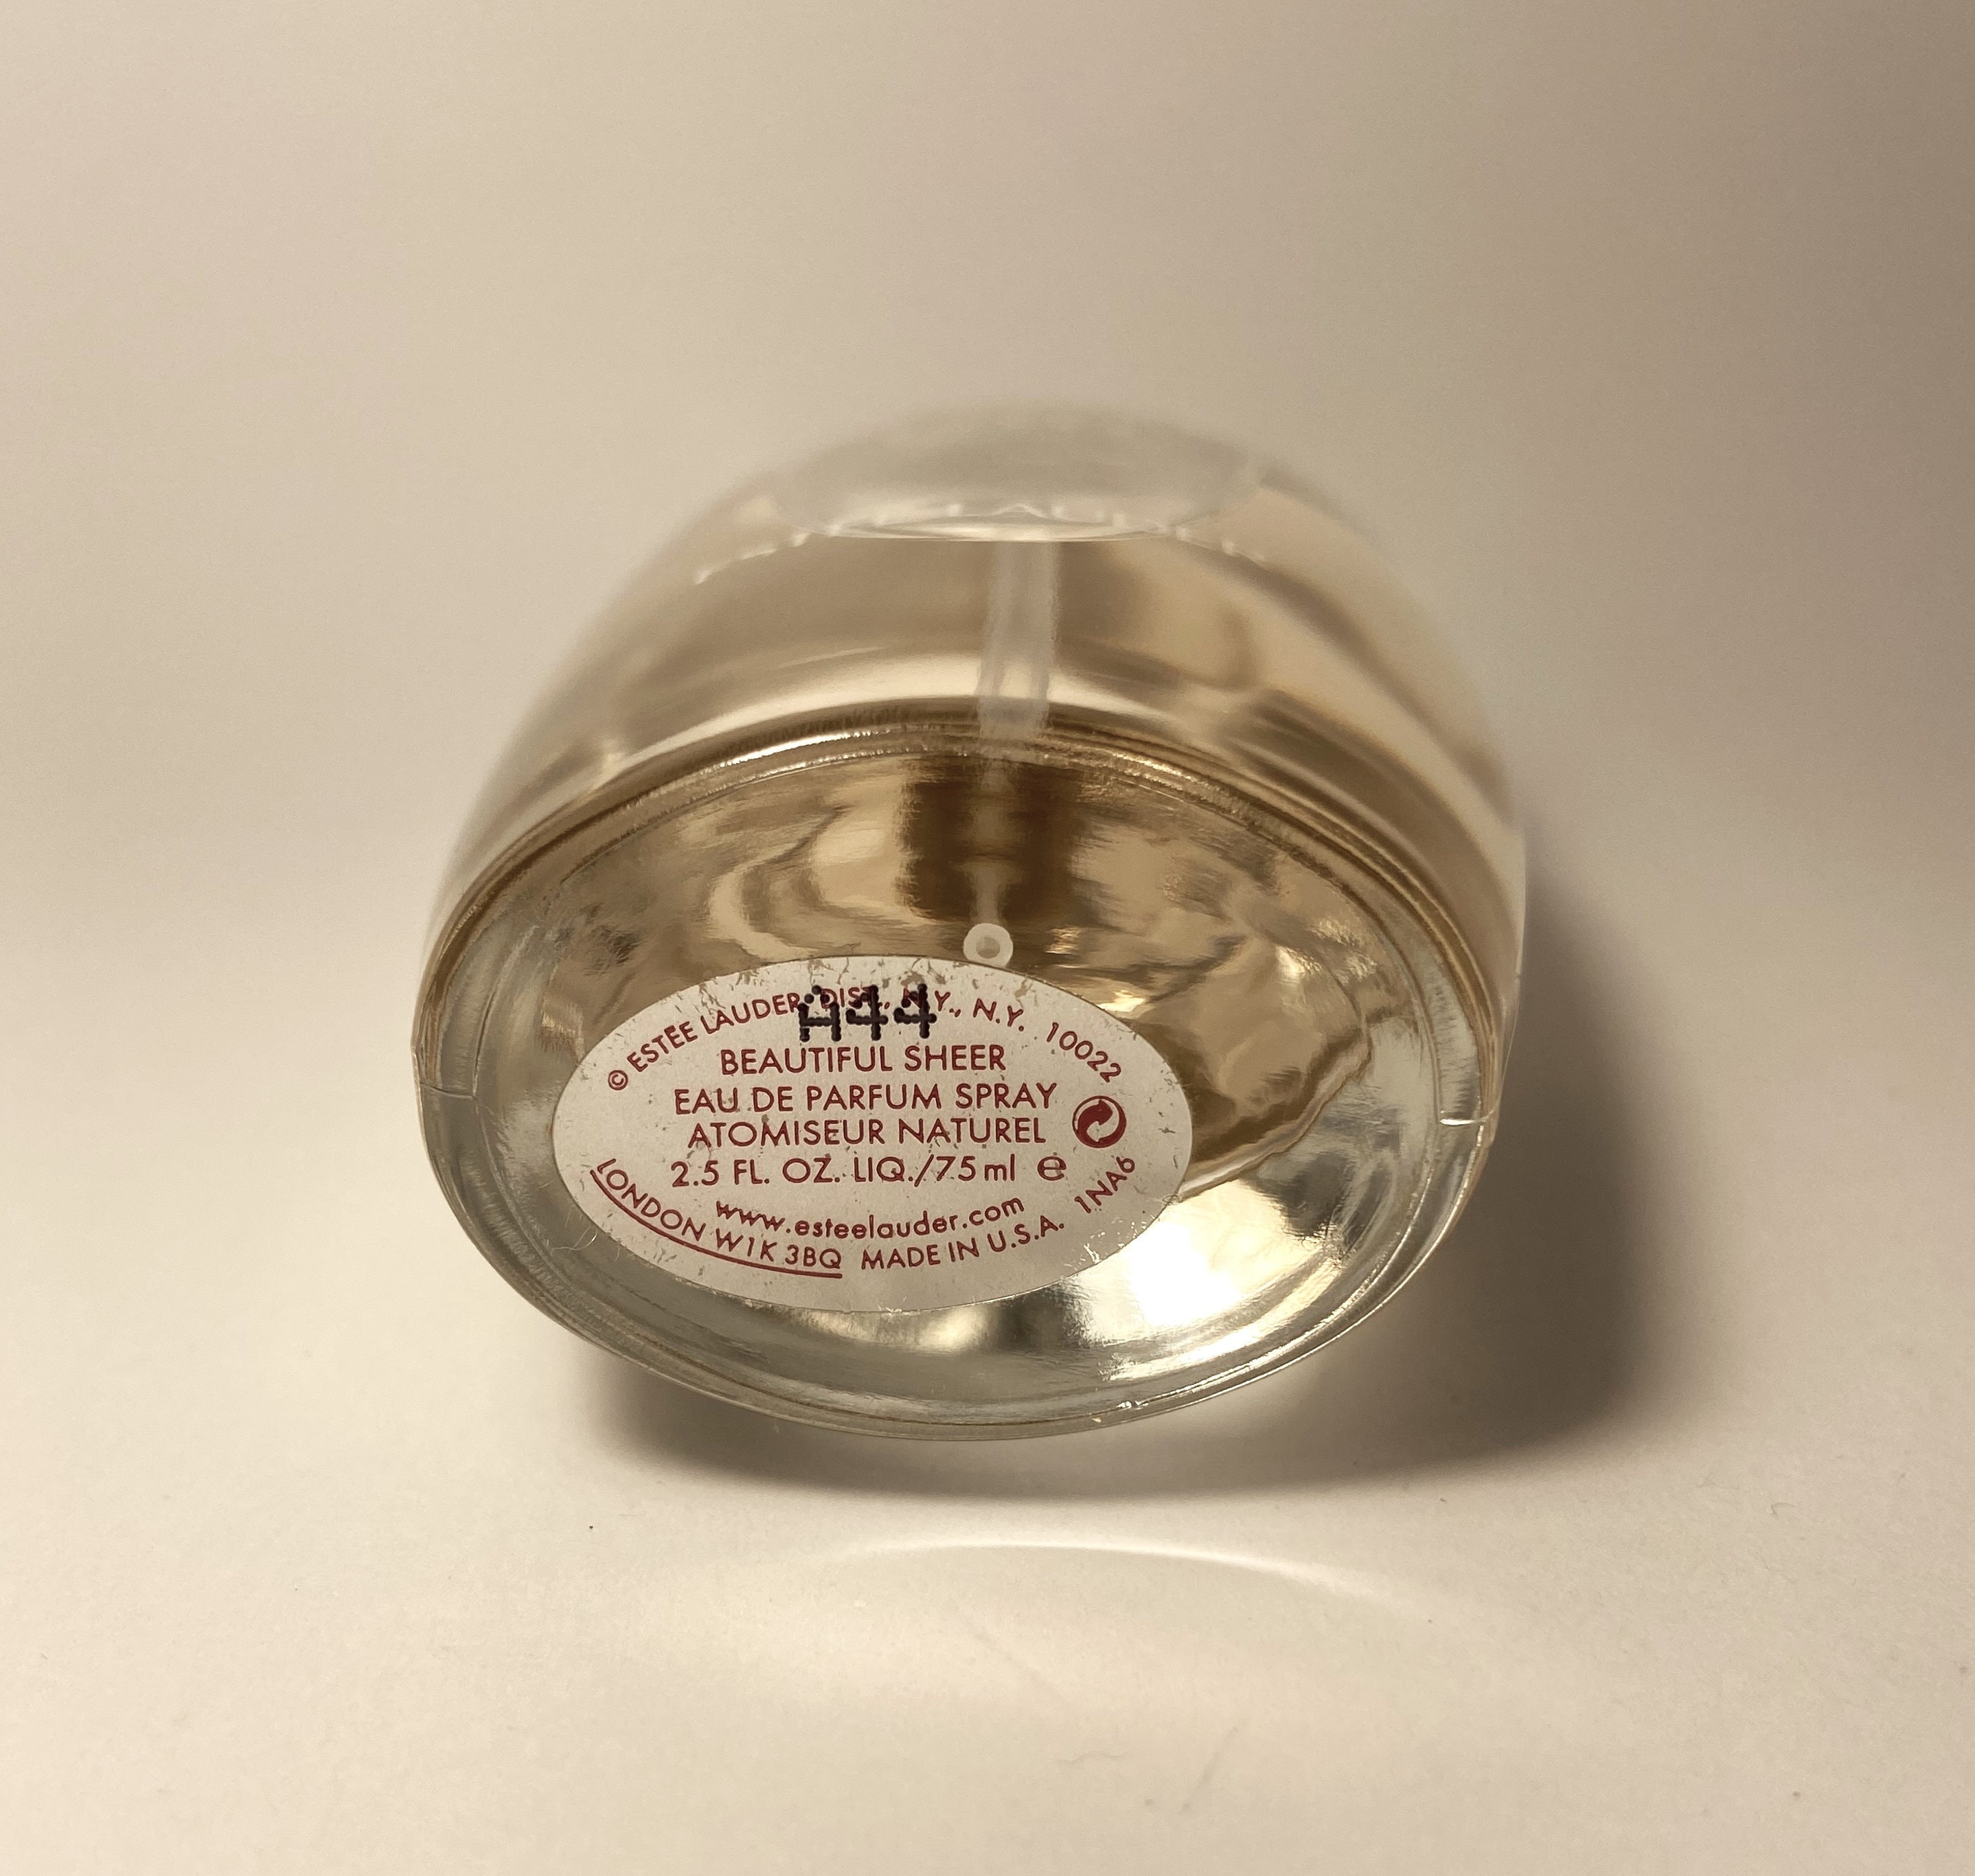 A44
© ESTEE LAUDER DIST., N.Y., N.Y. 10022
BEAUTIFUL SHEER
EAU DE PARFUM SPRAY
ATOMISEUR NATUREL
2.5 FL. OZ. LIQ./75 ml ℮
www.esteelauder.com
LONDON W1K 3BQ MADE IN U.S.A. 1NA6